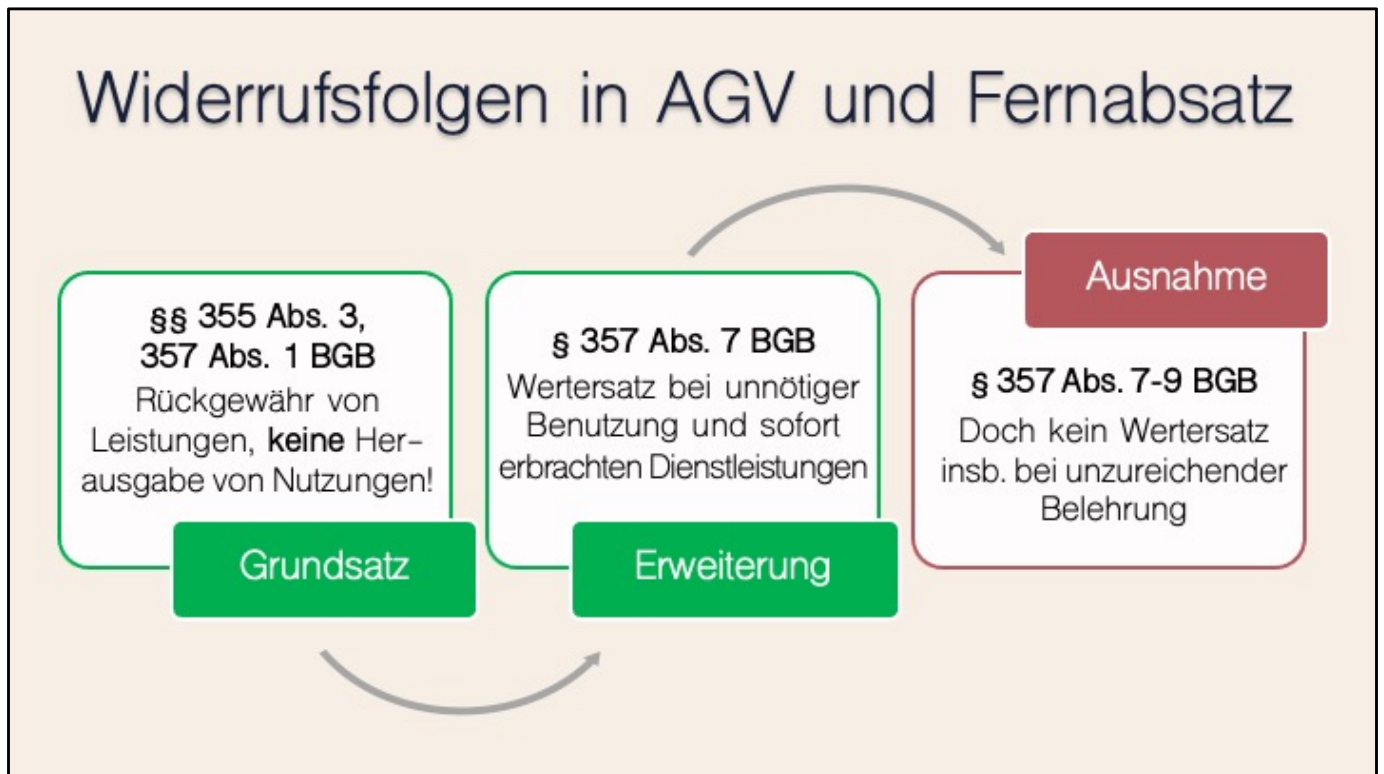 Widerrufsfolgen in AGV und Fernabsatz
§§ 355 Abs. 3,
357 Abs. 1 BGB
Rückgewähr von
Leistungen, keine Her-
ausgabe von Nutzungen!
Grundsatz
§ 357 Abs. 7 BGB
Wertersatz bei unnötiger
Benutzung und sofort
erbrachten Dienstleistungen
Erweiterung
Ausnahme
§ 357 Abs. 7-9 BGB
Doch kein Wertersatz
insb. bei unzureichender
Belehrung